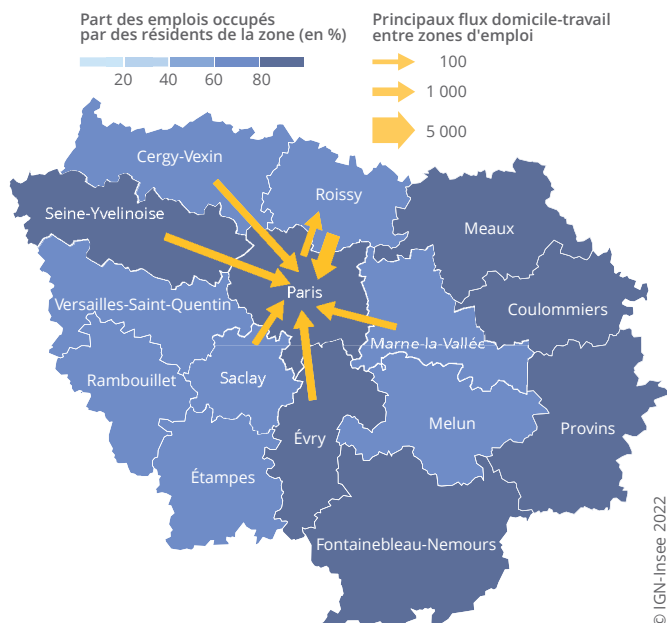 Part des emplois occupés
par des résidents de la zone (en %)
20 40 60 80
Principaux flux domicile-travail
entre zones d'emploi
100
1 000
5 000
Cergy-Vexin
Roissy
Seine-Yvelinoise
Meaux
Paris
Versailles-Saint-Quentin
Coulommiers
Marne-la-Vallée
Rambouillet
Saclay
Melun
Provins
Évry
Étampes
Fontainebleau-Nemours
© IGN-Insee 2022